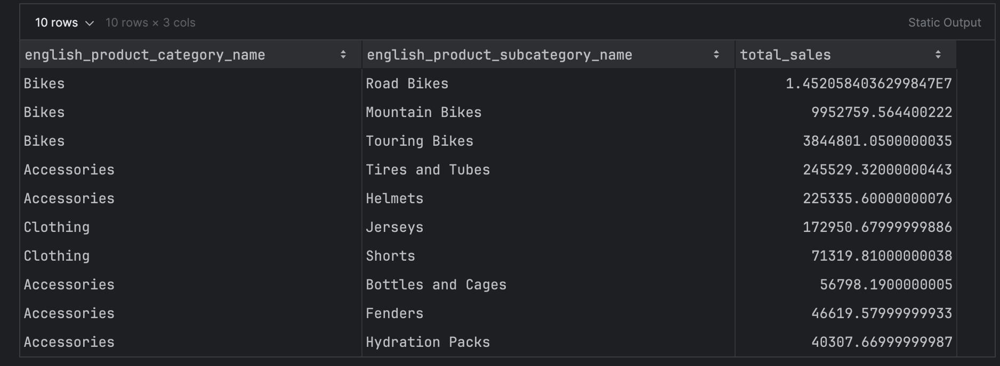 10 rows 10 rows × 3 cols Static Output
english_product_category_name english_product_subcategory_name total_sales
Bikes Road Bikes 1.4520584036299847E7
Bikes Mountain Bikes 9952759.564400222
Bikes Touring Bikes 3844801.0500000035
Accessories Tires and Tubes 245529.32000000443
Accessories Helmets 225335.60000000076
Clothing Jerseys 172950.67999999886
Clothing Shorts 71319.81000000038
Accessories Bottles and Cages 56798.1900000005
Accessories Fenders 46619.57999999933
Accessories Hydration Packs 40307.66999999987